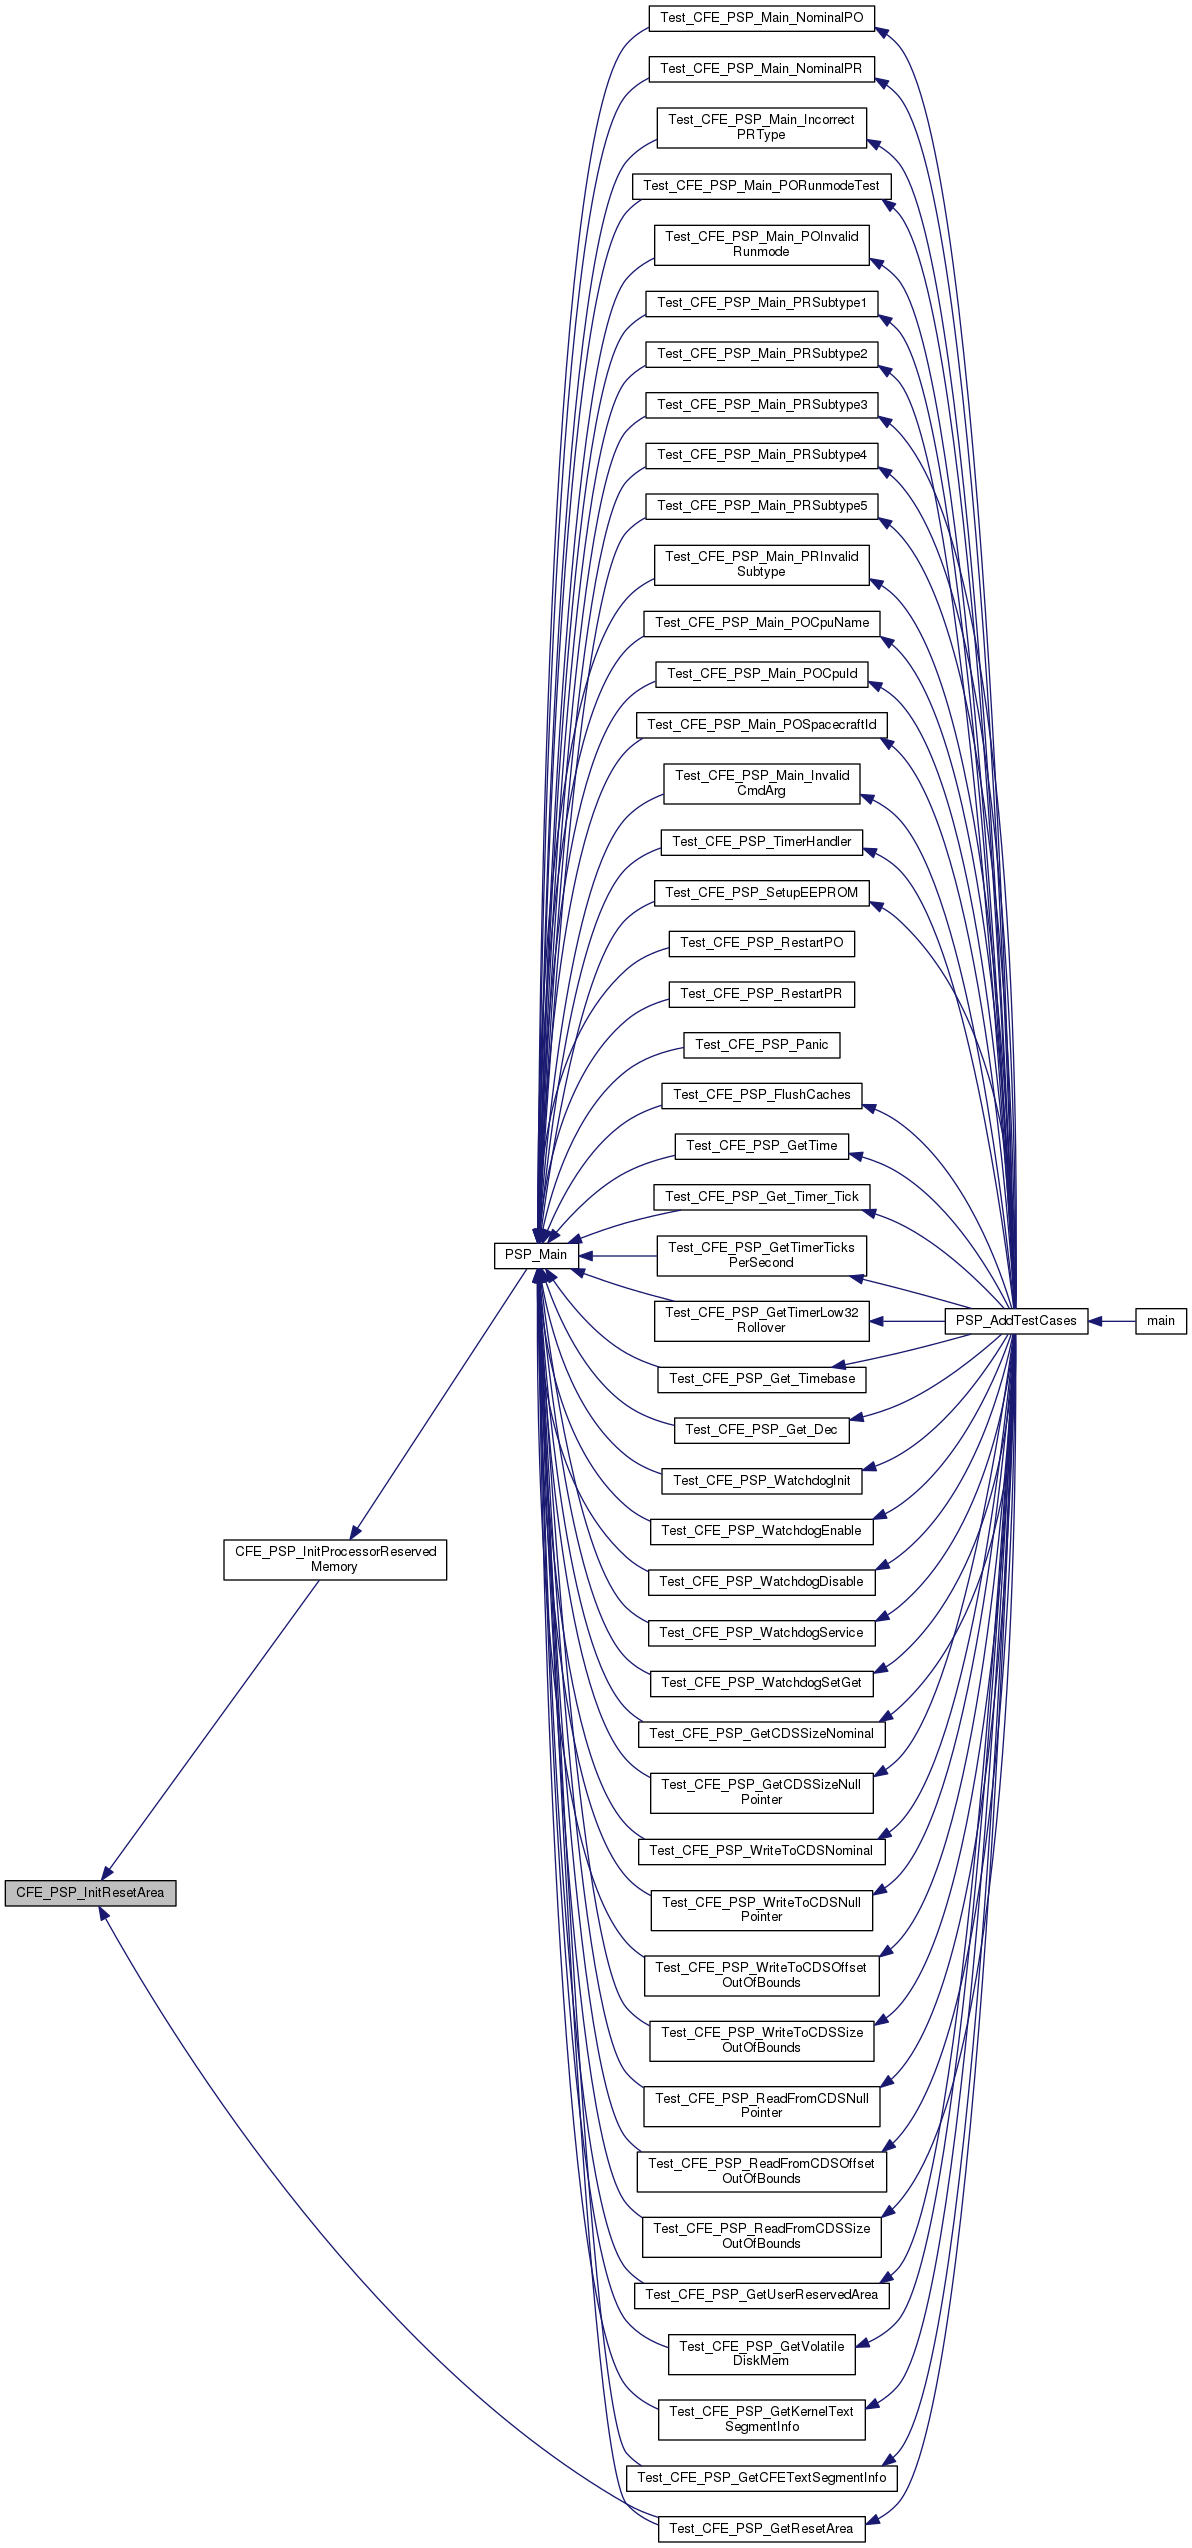 Test_CFE_PSP_Main_NominalPO
Test_CFE_PSP_Main_NominalPR
Test_CFE_PSP_Main_Incorrect
PRType
Test_CFE_PSP_Main_PORunmodeTest
Test_CFE_PSP_Main_POInvalid
Runmode
Test_CFE_PSP_Main_PRSubtype1
Test_CFE_PSP_Main_PRSubtype2
Test_CFE_PSP_Main_PRSubtype3
Test_CFE_PSP_Main_PRSubtype4
Test_CFE_PSP_Main_PRSubtype5
Test_CFE_PSP_Main_PRInvalid
Subtype
Test_CFE_PSP_Main_POCpuName
Test_CFE_PSP_Main_POCpuId
Test_CFE_PSP_Main_POSpacecraftId
Test_CFE_PSP_Main_Invalid
CmdArg
Test_CFE_PSP_TimerHandler
Test_CFE_PSP_SetupEEPROM
Test_CFE_PSP_RestartPO
Test_CFE_PSP_RestartPR
Test_CFE_PSP_Panic
Test_CFE_PSP_FlushCaches
Test_CFE_PSP_GetTime
Test_CFE_PSP_Get_Timer_Tick
PSP_Main
Test_CFE_PSP_GetTimerTicks
PerSecond
Test_CFE_PSP_GetTimerLow32
Rollover
PSP_AddTestCases
main
Test_CFE_PSP_Get_Timebase
Test_CFE_PSP_Get_Dec
Test_CFE_PSP_WatchdogInit
Test_CFE_PSP_WatchdogEnable
CFE_PSP_InitProcessorReserved
Memory
Test_CFE_PSP_WatchdogDisable
Test_CFE_PSP_WatchdogService
Test_CFE_PSP_WatchdogSetGet
Test_CFE_PSP_GetCDSSizeNominal
Test_CFE_PSP_GetCDSSizeNull
Pointer
Test_CFE_PSP_WriteToCDSNominal
CFE_PSP_InitResetArea
Test_CFE_PSP_WriteToCDSNull
Pointer
Test_CFE_PSP_WriteToCDSOffset
OutOfBounds
Test_CFE_PSP_WriteToCDSSize
OutOfBounds
Test_CFE_PSP_ReadFromCDSNull
Pointer
Test_CFE_PSP_ReadFromCDSOffset
OutOfBounds
Test_CFE_PSP_ReadFromCDSSize
OutOfBounds
Test_CFE_PSP_GetUserReservedArea
Test_CFE_PSP_GetVolatile
DiskMem
Test_CFE_PSP_GetKernelText
SegmentInfo
Test_CFE_PSP_GetCFETextSegmentInfo
Test_CFE_PSP_GetResetArea